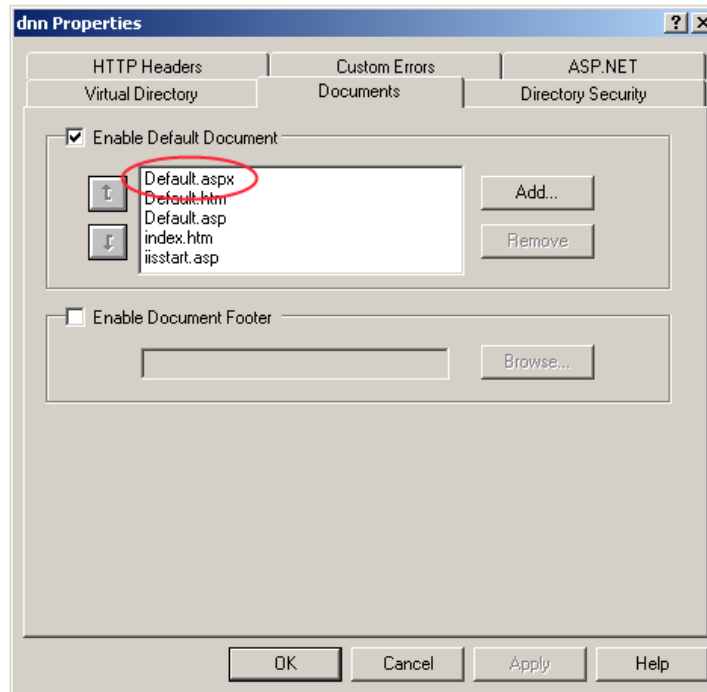 dnn Properties
HTTP Headers Custom Errors ASP.NET
Virtual Directory Documents Directory Security
Enable Default Document
Default.aspx
Default.htm
Default.asp
index.htm
iisstart.asp
Add...
Remove
Enable Document Footer
Browse...
OK Cancel Apply Help